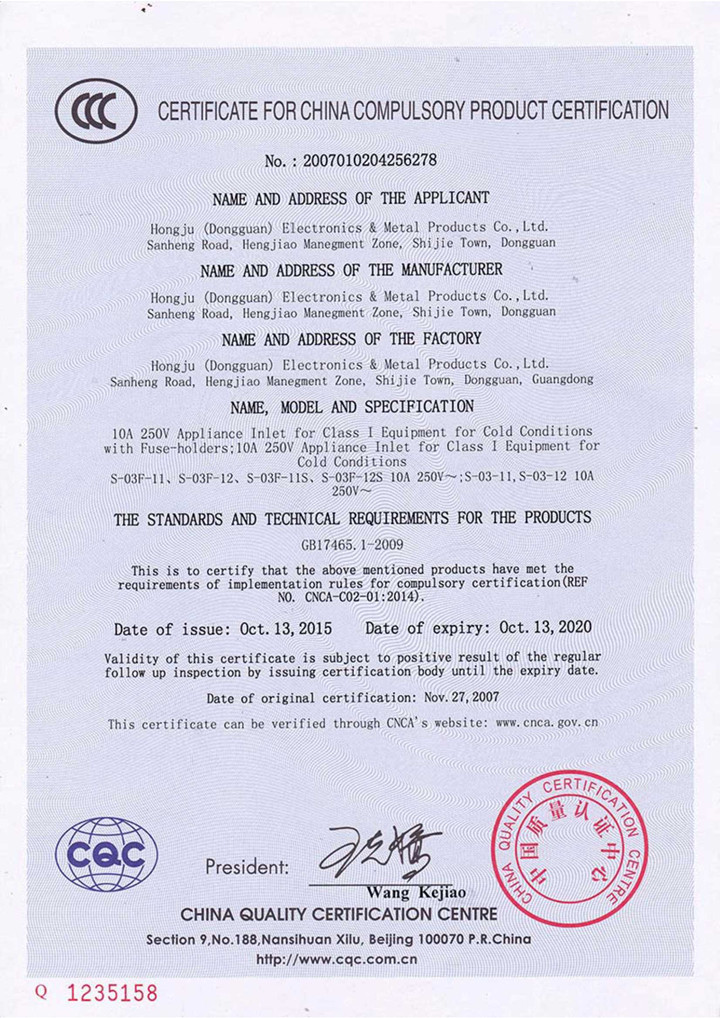 CCC
CERTIFICATE FOR CHINA COMPULSORY PRODUCT CERTIFICATION
No. : 2007010204256278
NAME AND ADDRESS OF THE APPLICANT
Hongju (Dongguan) Electronics & Metal Products Co., Ltd.
Sanheng Road, Hengjiao Manegment Zone, Shijie Town, Dongguan
NAME AND ADDRESS OF THE MANUFACTURER
Hongju (Dongguan) Electronics & Metal Products Co., Ltd.
Sanheng Road, Hengjiao Manegment Zone, Shijie Town, Dongguan
NAME AND ADDRESS OF THE FACTORY
Hongju (Dongguan) Electronics & Metal Products Co., Ltd.
Sanheng Road, Hengjiao Manegment Zone, Shijie Town, Dongguan, Guangdong
NAME, MODEL AND SPECIFICATION
10A 250V Appliance Inlet for Class I Equipment for Cold Conditions
with Fuse-holders;10A 250V Appliance Inlet for Class I Equipment for
Cold Conditions
S-03F-11、S-03F-12、S-03F-11S、S-03F-12S 10A 250V～;S-03-11,S-03-12 10A
250V～
THE STANDARDS AND TECHNICAL REQUIREMENTS FOR THE PRODUCTS
GB17465.1-2009
This is to certify that the above mentioned products have met the
requirements of implementation rules for compulsory certification(REF
NO. CNCA-C02-01:2014).
Date of issue: Oct. 13, 2015 Date of expiry: Oct. 13, 2020
Validity of this certificate is subject to positive result of the regular
follow up inspection by issuing certification body until the expiry date.
Date of original certification: Nov. 27, 2007
This certificate can be verified through CNCA's website: www.cnca.gov.cn
CQC
President:
王克娇
Wang Kejiao
CHINA QUALITY CERTIFICATION CENTRE
中国质量认证中心
CHINA QUALITY CERTIFICATION CENTRE
Section 9,No.188,Nansihuan Xilu, Beijing 100070 P.R.China
http://www.cqc.com.cn
Q 1235158